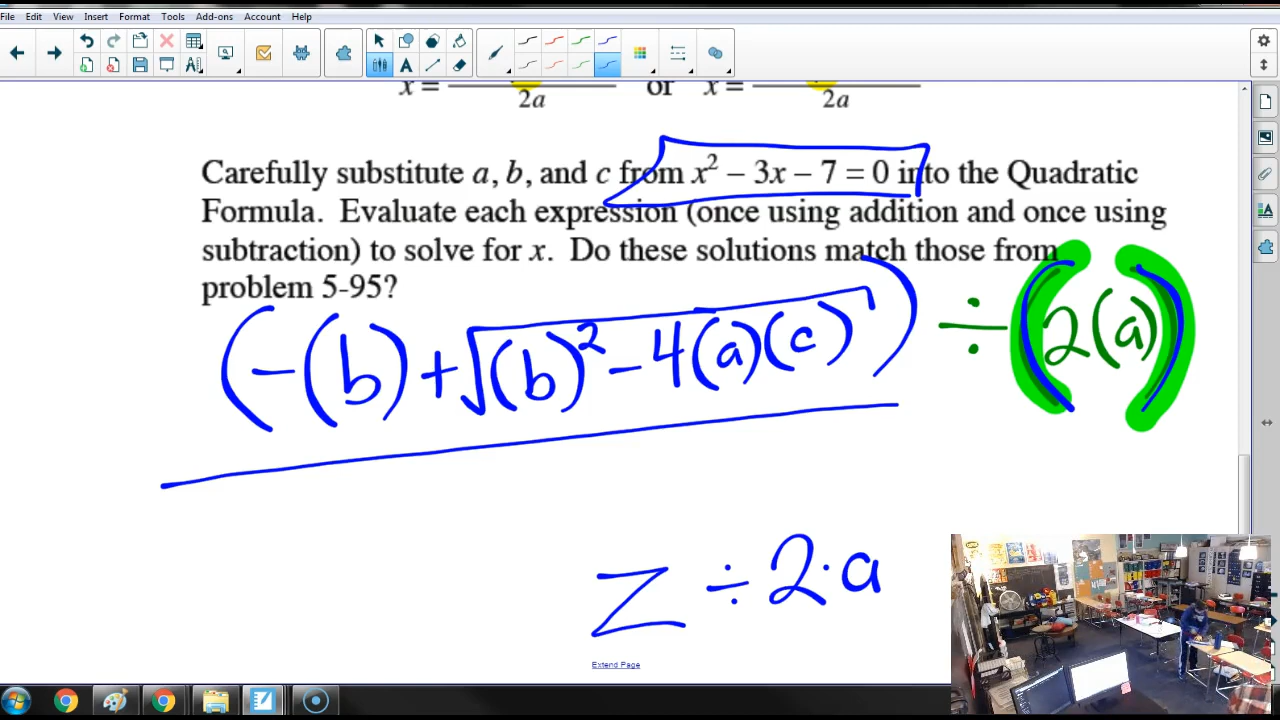 File Edit View Insert Format Tools Add-ons Account Help
x = 2a or x = 2a
Carefully substitute a, b, and c from x² – 3x – 7 = 0 into the Quadratic
Formula. Evaluate each expression (once using addition and once using
subtraction) to solve for x. Do these solutions match those from
problem 5-95?
(-(b)+√(b)²-4(a)(c)) ÷ (2(a))
z ÷ 2·a
Extend Page